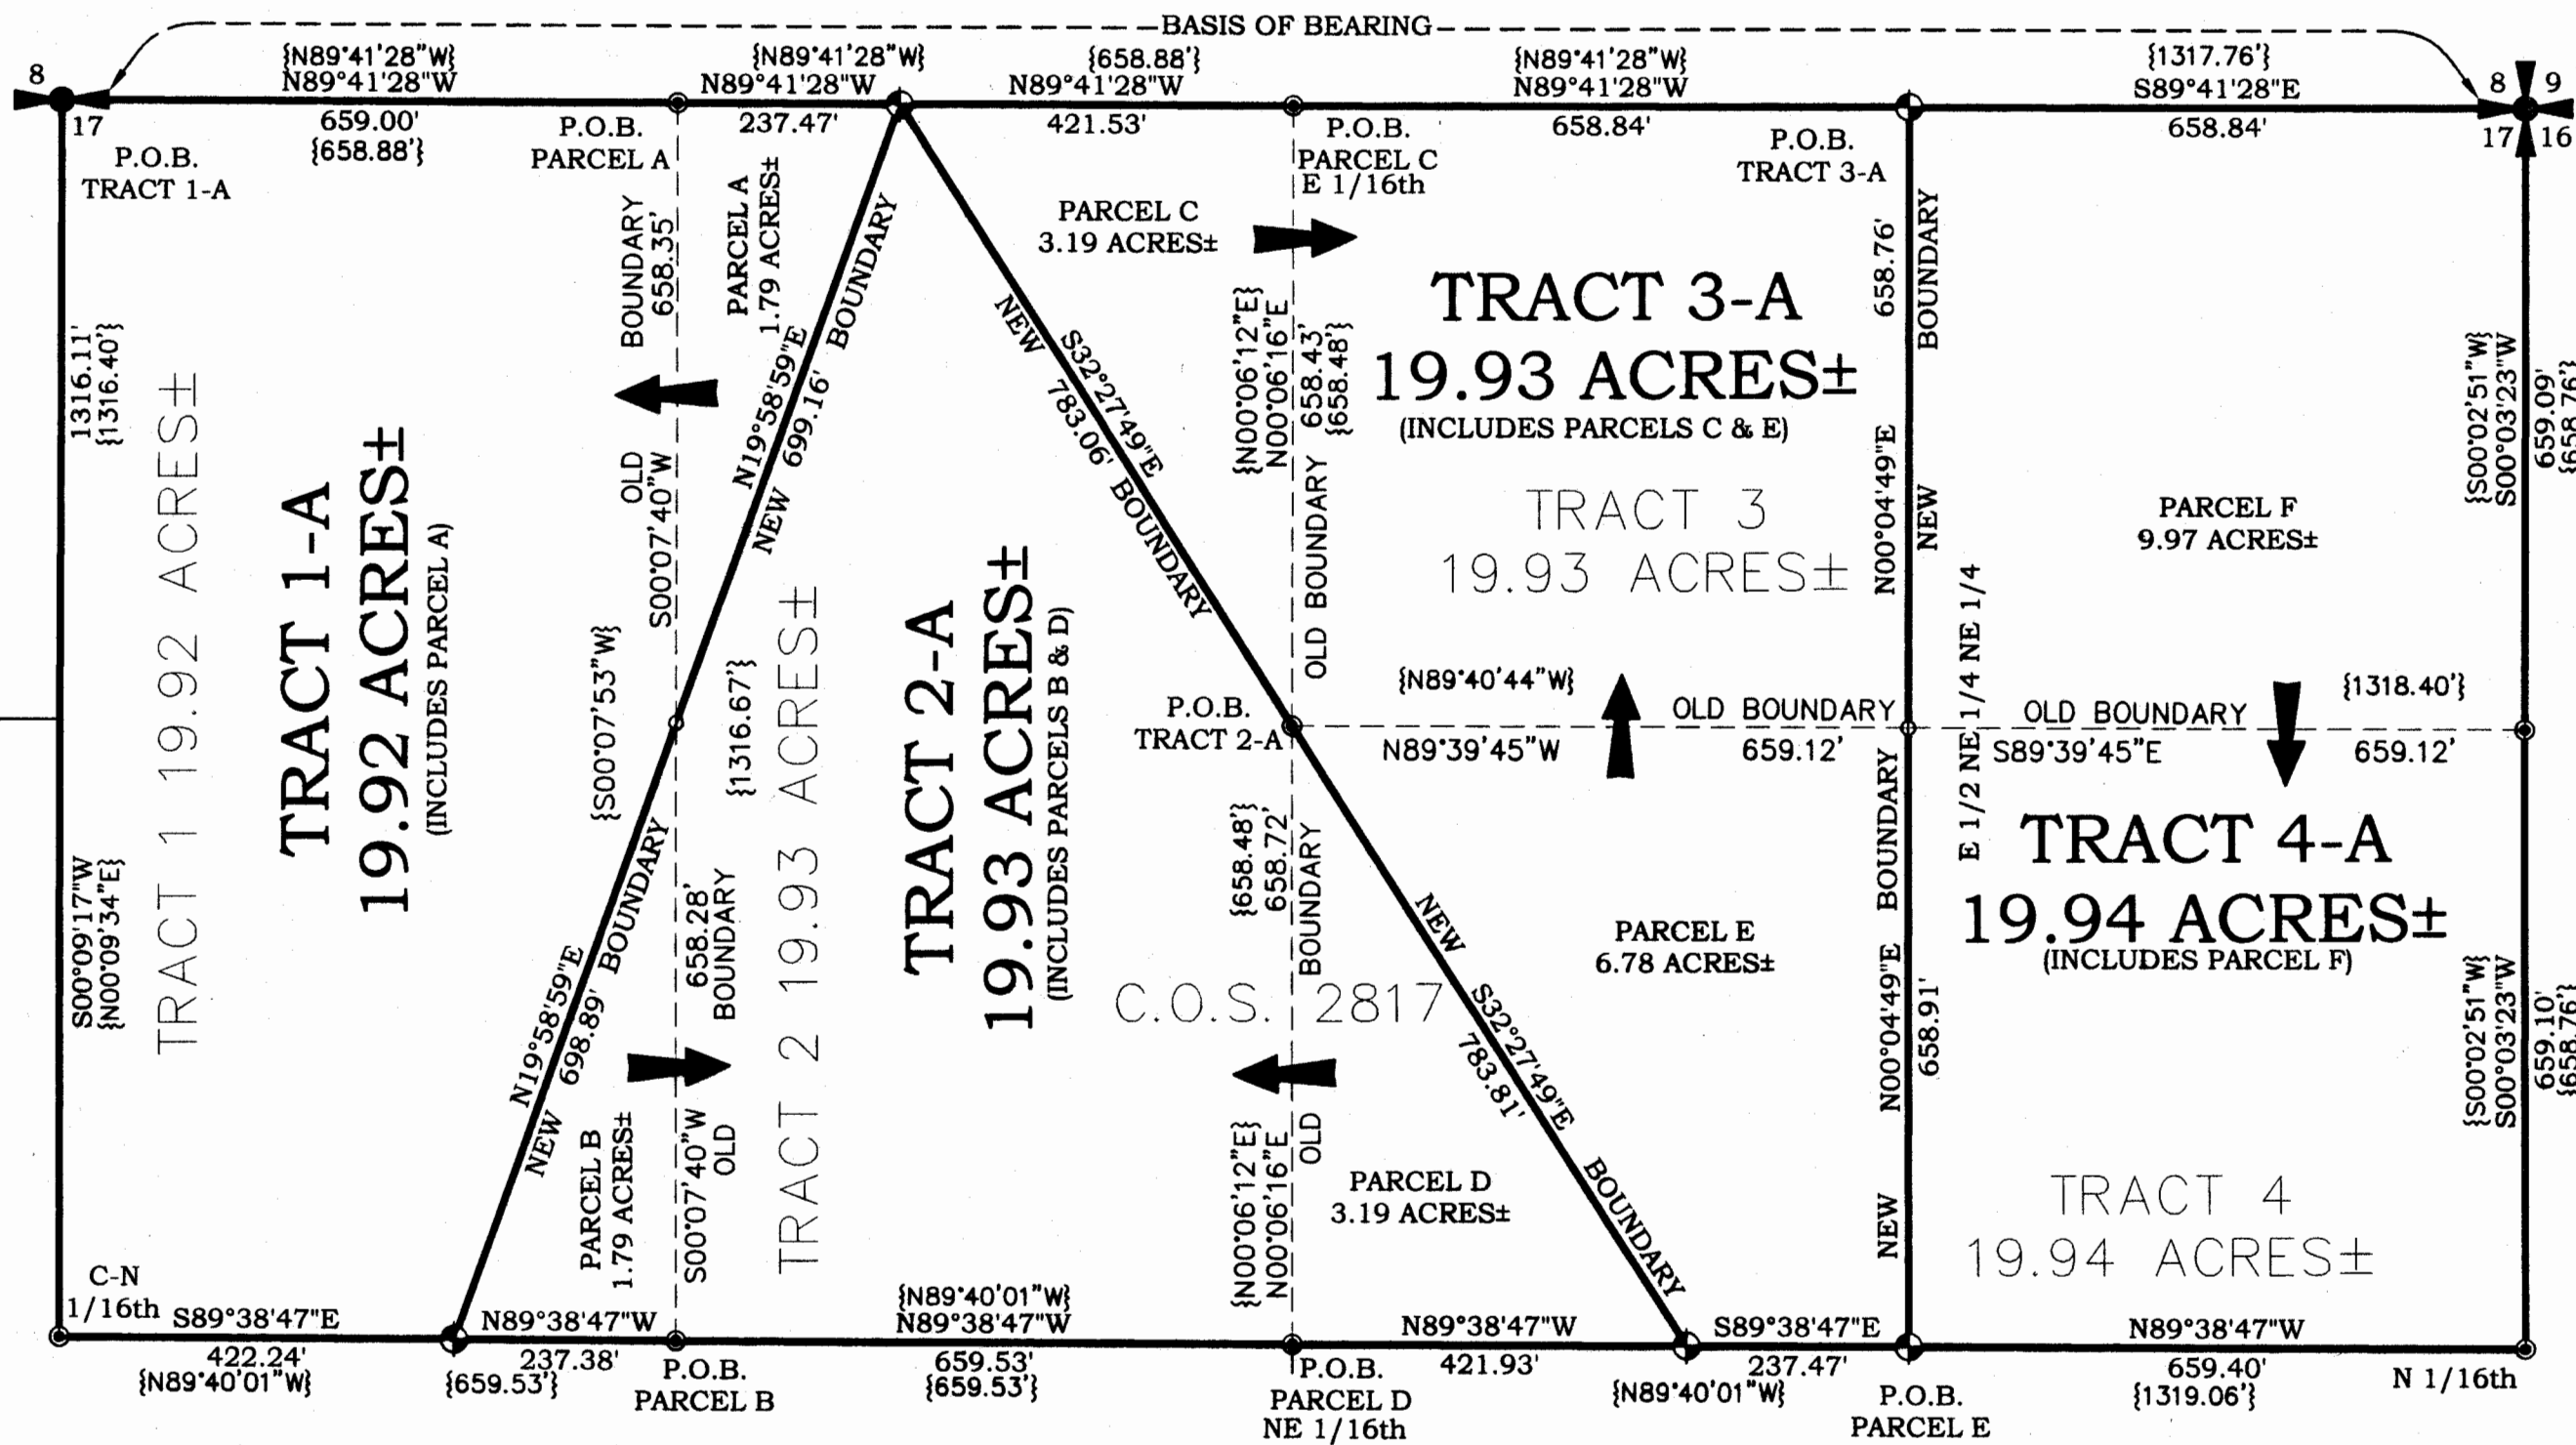 BASIS OF BEARING
{N89°41'28"W}
N89°41'28"W
659.00'
{658.88'}
{N89°41'28"W}
N89°41'28"W
237.47'
{658.88'}
N89°41'28"W
421.53'
{N89°41'28"W}
N89°41'28"W
658.84'
{1317.76'}
S89°41'28"E
658.84'
8
17
8
9
17
16
P.O.B.
TRACT 1-A
P.O.B.
PARCEL A
P.O.B.
PARCEL C
E 1/16th
P.O.B.
TRACT 3-A
1316.11'
{1316.40'}
S00°09'17"W
{N00°09'34"E}
TRACT 1 19.92 ACRES±
TRACT 1-A
19.92 ACRES±
(INCLUDES PARCEL A)
OLD BOUNDARY
S00°07'40"W 658.35'
PARCEL A
1.79 ACRES±
N19°58'59"E
699.16'
NEW BOUNDARY
{S00°07'53"W}
{1316.67'}
N19°58'59"E
698.89'
NEW BOUNDARY
658.28'
OLD BOUNDARY
S00°07'40"W
PARCEL B
1.79 ACRES±
TRACT 2 19.93 ACRES±
TRACT 2-A
19.93 ACRES±
(INCLUDES PARCELS B & D)
PARCEL C
3.19 ACRES±
S32°27'49"E
783.06'
NEW BOUNDARY
{N00°06'12"E}
N00°06'16"E
658.43'
{658.48'}
OLD BOUNDARY
TRACT 3-A
19.93 ACRES±
(INCLUDES PARCELS C & E)
TRACT 3
19.93 ACRES±
658.76'
N00°04'49"E
NEW BOUNDARY
PARCEL F
9.97 ACRES±
{S00°02'51"W}
S00°03'23"W
659.09'
{658.76'}
P.O.B.
TRACT 2-A
{N89°40'44"W}
OLD BOUNDARY
N89°39'45"W
659.12'
E 1/2 NE 1/4 NE 1/4
OLD BOUNDARY
{1318.40'}
S89°39'45"E
659.12'
{658.48'}
658.72'
OLD BOUNDARY
{N00°06'12"E}
N00°06'16"E
C.O.S. 2817
S32°27'49"E
783.81'
NEW BOUNDARY
PARCEL E
6.78 ACRES±
PARCEL D
3.19 ACRES±
NEW BOUNDARY
N00°04'49"E
658.91'
TRACT 4-A
19.94 ACRES±
(INCLUDES PARCEL F)
TRACT 4
19.94 ACRES±
{S00°02'51"W}
S00°03'23"W
659.10'
{658.76'}
C-N
1/16th
S89°38'47"E
422.24'
{N89°40'01"W}
N89°38'47"W
237.38'
{659.53'}
P.O.B.
PARCEL B
{N89°40'01"W}
N89°38'47"W
659.53'
{659.53'}
P.O.B.
PARCEL D
NE 1/16th
N89°38'47"W
421.93'
S89°38'47"E
237.47'
{N89°40'01"W}
P.O.B.
PARCEL E
N89°38'47"W
659.40'
{1319.06'}
N 1/16th